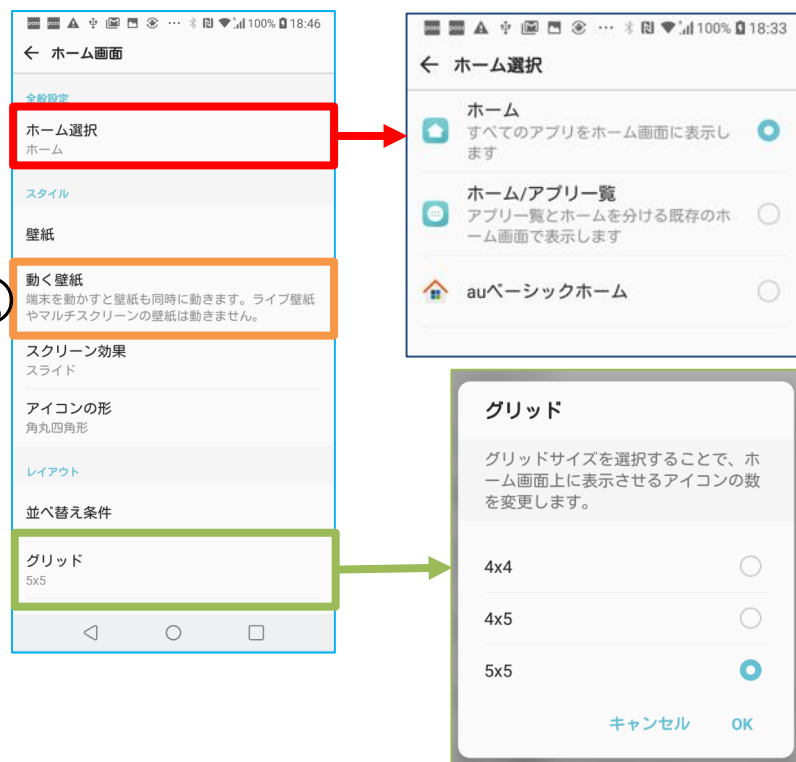 100% 18:46
ホーム画面
全般設定
ホーム選択
ホーム
スタイル
壁紙
動く壁紙
端末を動かすと壁紙も同時に動きます。ライブ壁紙
やマルチスクリーンの壁紙は動きません。
スクリーン効果
スライド
アイコンの形
角丸四角形
レイアウト
並べ替え条件
グリッド
5x5
100% 18:33
ホーム選択
ホーム
すべてのアプリをホーム画面に表示し
ます
ホーム/アプリ一覧
アプリ一覧とホームを分ける既存のホ
ーム画面で表示します
auベーシックホーム
グリッド
グリッドサイズを選択することで、ホ
ーム画面上に表示させるアイコンの数
を変更します。
4x4
4x5
5x5
キャンセル OK